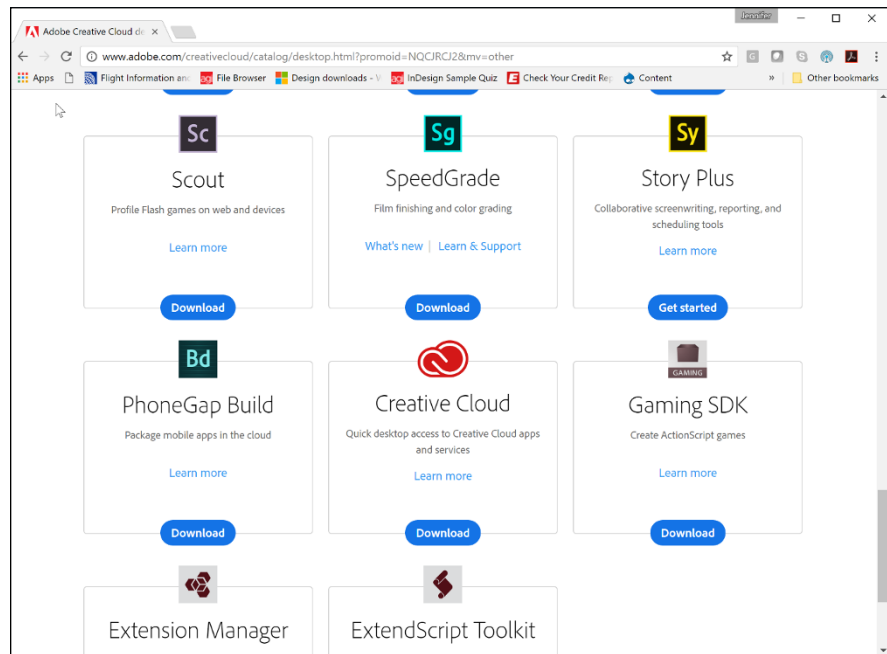 Jennifer
Adobe Creative Cloud de
www.adobe.com/creativecloud/catalog/desktop.html?promoid=NQCJRCJ2&mv=other
Apps Flight Information an agi File Browser Design downloads - V agi InDesign Sample Quiz E Check Your Credit Rep Content » Other bookmarks
Sc Sg Sy
Scout SpeedGrade Story Plus
Profile Flash games on web and devices Film finishing and color grading Collaborative screenwriting, reporting, and
scheduling tools
Learn more What's new | Learn & Support Learn more
Download Download Get started
Bd GAMING
PhoneGap Build Creative Cloud Gaming SDK
Package mobile apps in the cloud Quick desktop access to Creative Cloud apps Create ActionScript games
and services
Learn more Learn more Learn more
Download Download Download
Extension Manager ExtendScript Toolkit